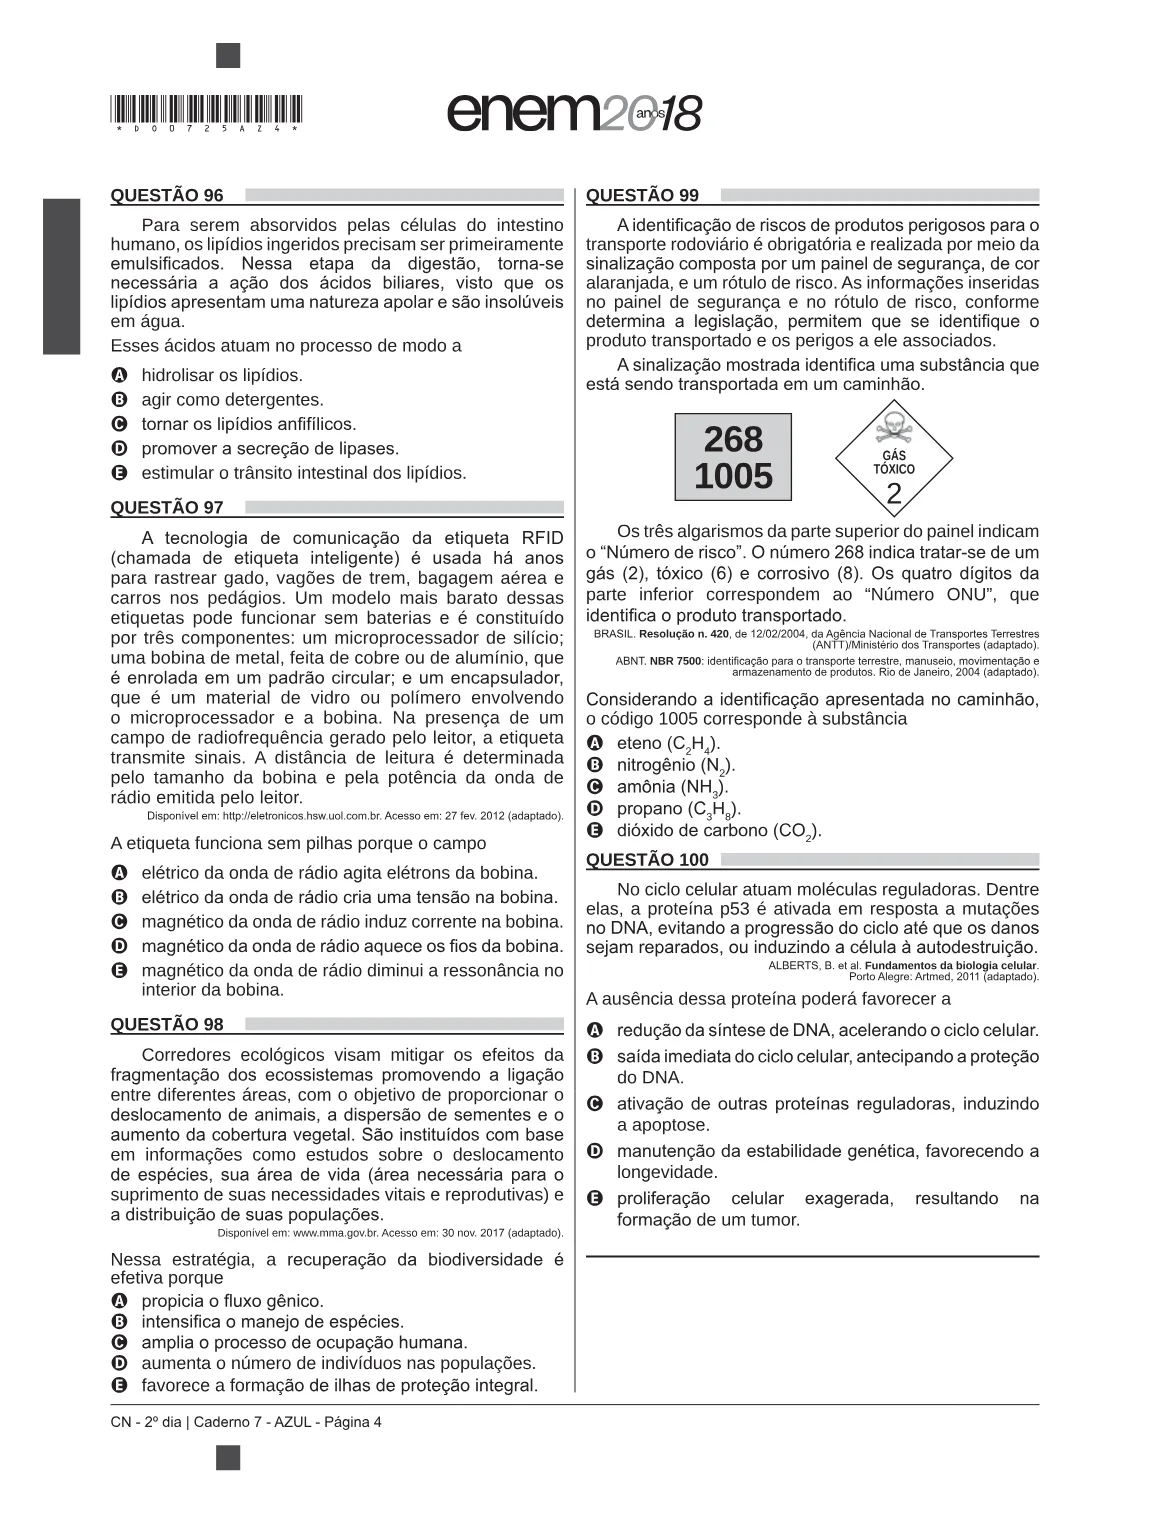 *D0725AZ4*
enem2018
anos
QUESTÃO 96
Para serem absorvidos pelas células do intestino
humano, os lipídios ingeridos precisam ser primeiramente
emulsificados. Nessa etapa da digestão, torna-se
necessária a ação dos ácidos biliares, visto que os
lipídios apresentam uma natureza apolar e são insolúveis
em água.
Esses ácidos atuam no processo de modo a
A hidrolisar os lipídios.
B agir como detergentes.
C tornar os lipídios anfifílicos.
D promover a secreção de lipases.
E estimular o trânsito intestinal dos lipídios.
QUESTÃO 97
A tecnologia de comunicação da etiqueta RFID
(chamada de etiqueta inteligente) é usada há anos
para rastrear gado, vagões de trem, bagagem aérea e
carros nos pedágios. Um modelo mais barato dessas
etiquetas pode funcionar sem baterias e é constituído
por três componentes: um microprocessador de silício;
uma bobina de metal, feita de cobre ou de alumínio, que
é enrolada em um padrão circular; e um encapsulador,
que é um material de vidro ou polímero envolvendo
o microprocessador e a bobina. Na presença de um
campo de radiofrequência gerado pelo leitor, a etiqueta
transmite sinais. A distância de leitura é determinada
pelo tamanho da bobina e pela potência da onda de
rádio emitida pelo leitor.
Disponível em: http://eletronicos.hsw.uol.com.br. Acesso em: 27 fev. 2012 (adaptado).
A etiqueta funciona sem pilhas porque o campo
A elétrico da onda de rádio agita elétrons da bobina.
B elétrico da onda de rádio cria uma tensão na bobina.
C magnético da onda de rádio induz corrente na bobina.
D magnético da onda de rádio aquece os fios da bobina.
E magnético da onda de rádio diminui a ressonância no
interior da bobina.
QUESTÃO 98
Corredores ecológicos visam mitigar os efeitos da
fragmentação dos ecossistemas promovendo a ligação
entre diferentes áreas, com o objetivo de proporcionar o
deslocamento de animais, a dispersão de sementes e o
aumento da cobertura vegetal. São instituídos com base
em informações como estudos sobre o deslocamento
de espécies, sua área de vida (área necessária para o
suprimento de suas necessidades vitais e reprodutivas) e
a distribuição de suas populações.
Disponível em: www.mma.gov.br. Acesso em: 30 nov. 2017 (adaptado).
Nessa estratégia, a recuperação da biodiversidade é
efetiva porque
A propicia o fluxo gênico.
B intensifica o manejo de espécies.
C amplia o processo de ocupação humana.
D aumenta o número de indivíduos nas populações.
E favorece a formação de ilhas de proteção integral.
QUESTÃO 99
A identificação de riscos de produtos perigosos para o
transporte rodoviário é obrigatória e realizada por meio da
sinalização composta por um painel de segurança, de cor
alaranjada, e um rótulo de risco. As informações inseridas
no painel de segurança e no rótulo de risco, conforme
determina a legislação, permitem que se identifique o
produto transportado e os perigos a ele associados.
A sinalização mostrada identifica uma substância que
está sendo transportada em um caminhão.
268
1005
GÁS
TÓXICO
2
Os três algarismos da parte superior do painel indicam
o “Número de risco”. O número 268 indica tratar-se de um
gás (2), tóxico (6) e corrosivo (8). Os quatro dígitos da
parte inferior correspondem ao “Número ONU”, que
identifica o produto transportado.
BRASIL. Resolução n. 420, de 12/02/2004, da Agência Nacional de Transportes Terrestres
(ANTT)/Ministério dos Transportes (adaptado).
ABNT. NBR 7500: identificação para o transporte terrestre, manuseio, movimentação e
armazenamento de produtos. Rio de Janeiro, 2004 (adaptado).
Considerando a identificação apresentada no caminhão,
o código 1005 corresponde à substância
A eteno (C2H4).
B nitrogênio (N2).
C amônia (NH3).
D propano (C3H8).
E dióxido de carbono (CO2).
QUESTÃO 100
No ciclo celular atuam moléculas reguladoras. Dentre
elas, a proteína p53 é ativada em resposta a mutações
no DNA, evitando a progressão do ciclo até que os danos
sejam reparados, ou induzindo a célula à autodestruição.
ALBERTS, B. et al. Fundamentos da biologia celular.
Porto Alegre: Artmed, 2011 (adaptado).
A ausência dessa proteína poderá favorecer a
A redução da síntese de DNA, acelerando o ciclo celular.
B saída imediata do ciclo celular, antecipando a proteção
do DNA.
C ativação de outras proteínas reguladoras, induzindo
a apoptose.
D manutenção da estabilidade genética, favorecendo a
longevidade.
E proliferação celular exagerada, resultando na
formação de um tumor.
CN - 2º dia | Caderno 7 - AZUL - Página 4